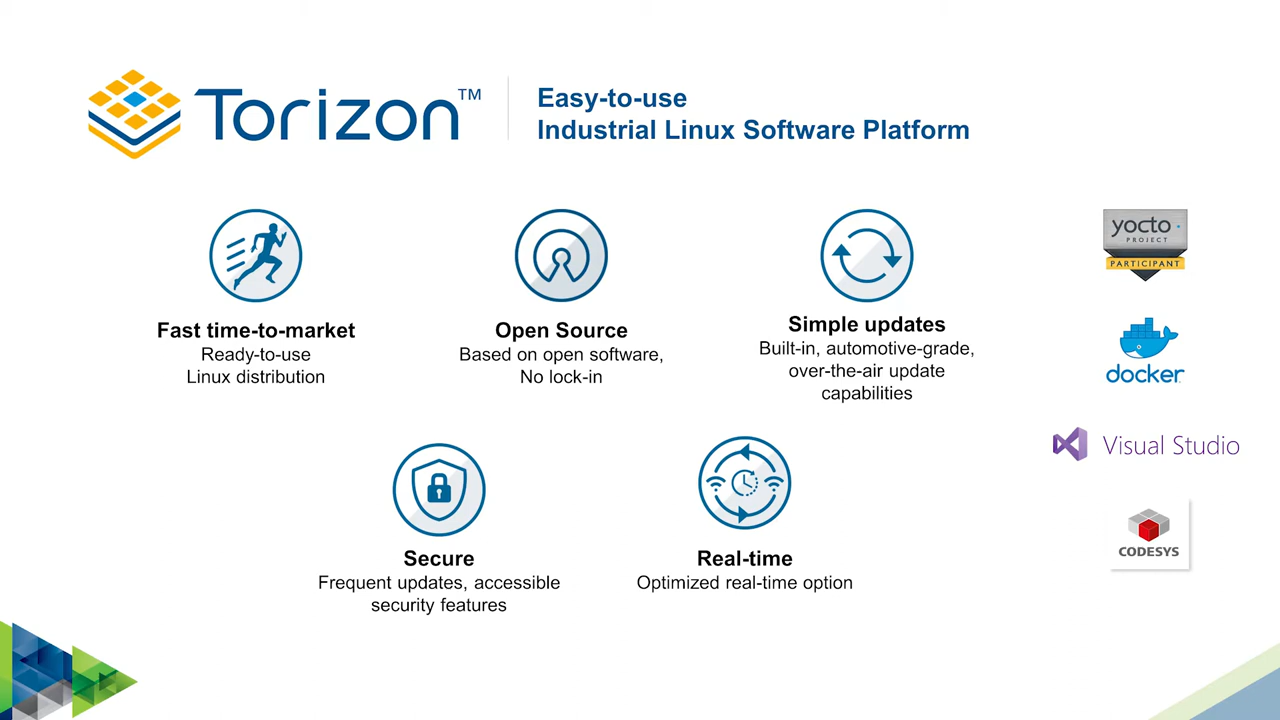 Torizon™
Easy-to-use
Industrial Linux Software Platform
Fast time-to-market
Ready-to-use
Linux distribution
Open Source
Based on open software,
No lock-in
Simple updates
Built-in, automotive-grade,
over-the-air update
capabilities
Secure
Frequent updates, accessible
security features
Real-time
Optimized real-time option
yocto
PROJECT
PARTICIPANT
docker
Visual Studio
CODESYS